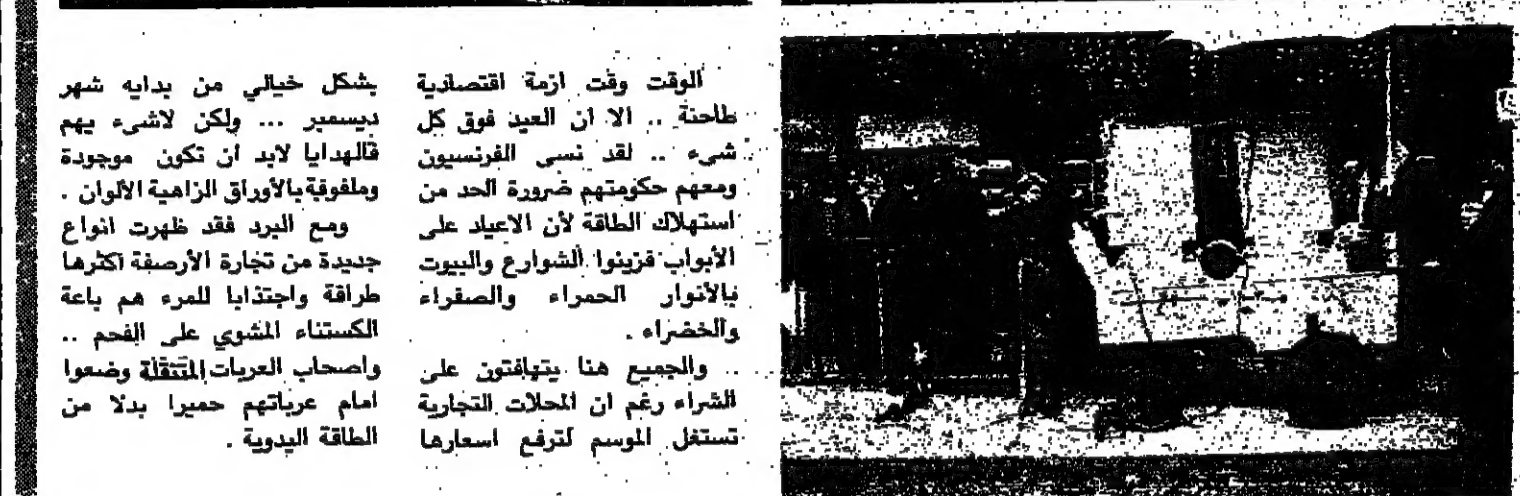 الوقت وقت ازمة اقتصادية
طاحنة .. الا ان العيد فوق كل
شىء .. لقد نسى الفرنسيون
ومعهم حكومتهم ضرورة الحد من
استهلاك الطاقة لأن الاعياد على
الأبواب فزينوا الشوارع والبيوت
بالأنوار الحمراء والصفراء
والخضراء .
.. والجميع هنا يتهافتون على
الشراء رغم ان المحلات التجارية
تستغل الموسم لترفع اسعارها
بشكل خيالي من بدايه شهر
ديسمبر ... ولكن لاشىء يهم
فالهدايا لابد ان تكون موجودة
وملفوفة بالأوراق الزاهية الألوان .
ومع البرد فقد ظهرت انواع
جديدة من تجارة الأرصفة اكثرها
طرافة واجتذابا للمرء هم باعة
الكستناء المشوي على الفحم ..
واصحاب العربات المتنقلة وضعوا
امام عرباتهم حميرا بدلا من
الطاقة اليدوية .